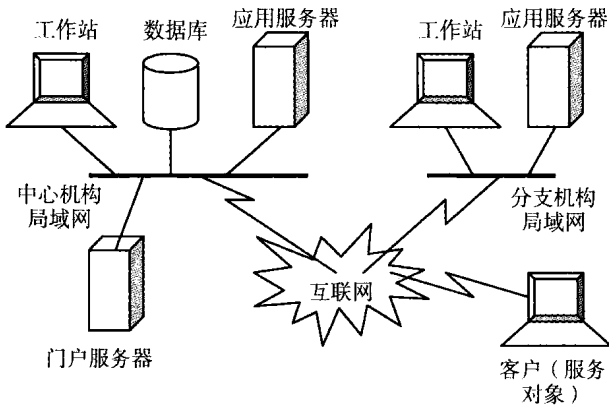 工作站
数据库
应用服务器
工作站
应用服务器
中心机构
局域网
分支机构
局域网
互联网
门户服务器
客户（服务
对象）